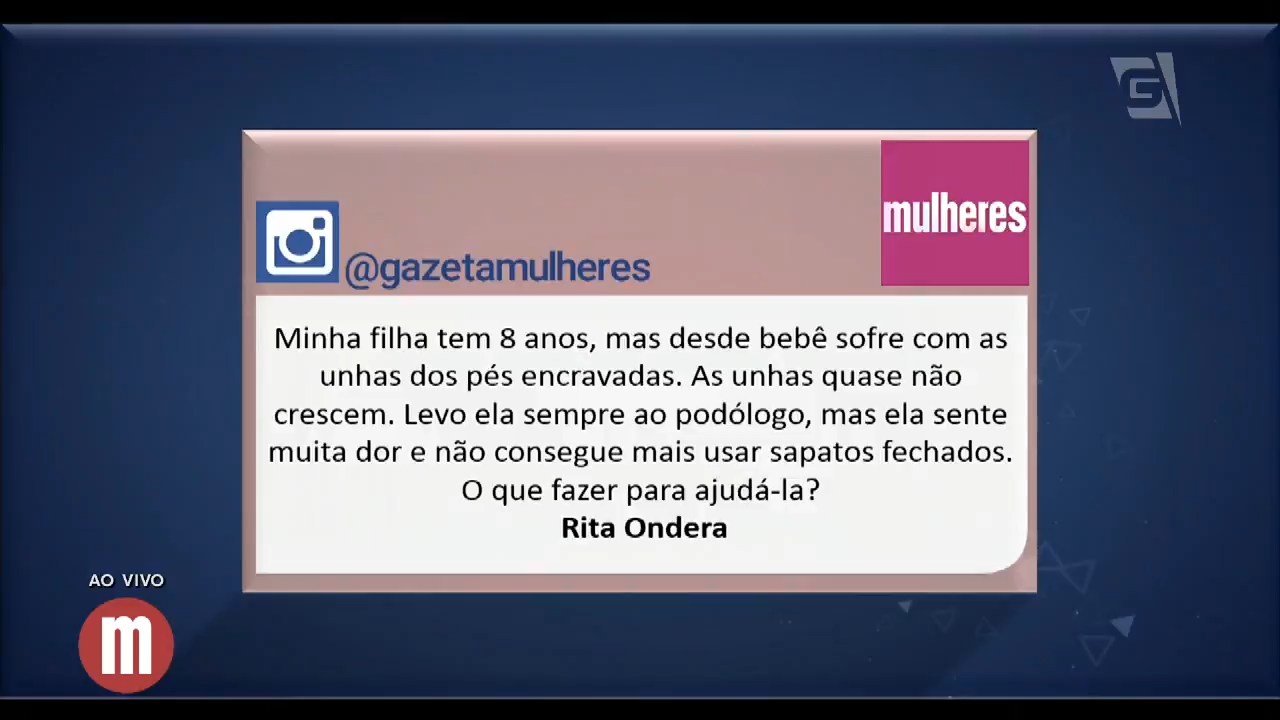 G
mulheres
@gazetamulheres
Minha filha tem 8 anos, mas desde bebê sofre com as
unhas dos pés encravadas. As unhas quase não
crescem. Levo ela sempre ao podólogo, mas ela sente
muita dor e não consegue mais usar sapatos fechados.
O que fazer para ajudá-la?
Rita Ondera
AO VIVO
m